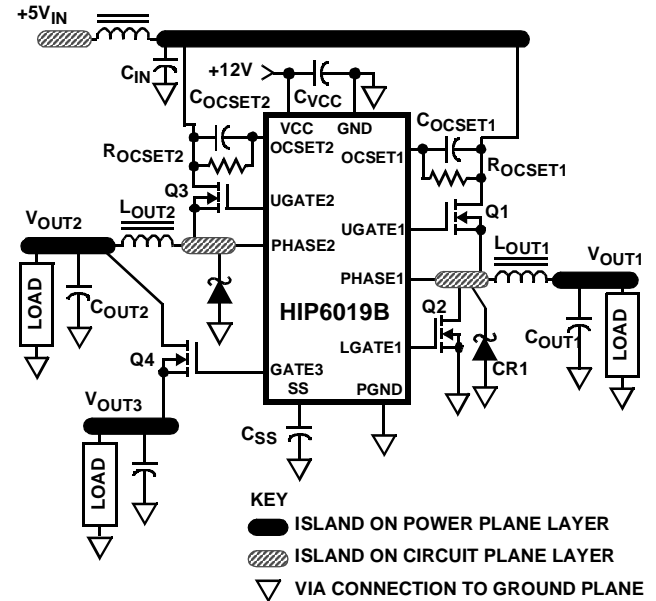 +5VIN
CIN
+12V
CVCC
COCSET2
VCC
GND
COCSET1
OCSET2
OCSET1
ROCSET2
ROCSET1
Q3
UGATE2
Q1
UGATE1
VOUT2
LOUT2
PHASE2
LOUT1
VOUT1
PHASE1
LOAD
COUT2
HIP6019B
Q2
COUT1
LOAD
Q4
LGATE1
CR1
GATE3
SS
PGND
VOUT3
CSS
LOAD
KEY
ISLAND ON POWER PLANE LAYER
ISLAND ON CIRCUIT PLANE LAYER
VIA CONNECTION TO GROUND PLANE